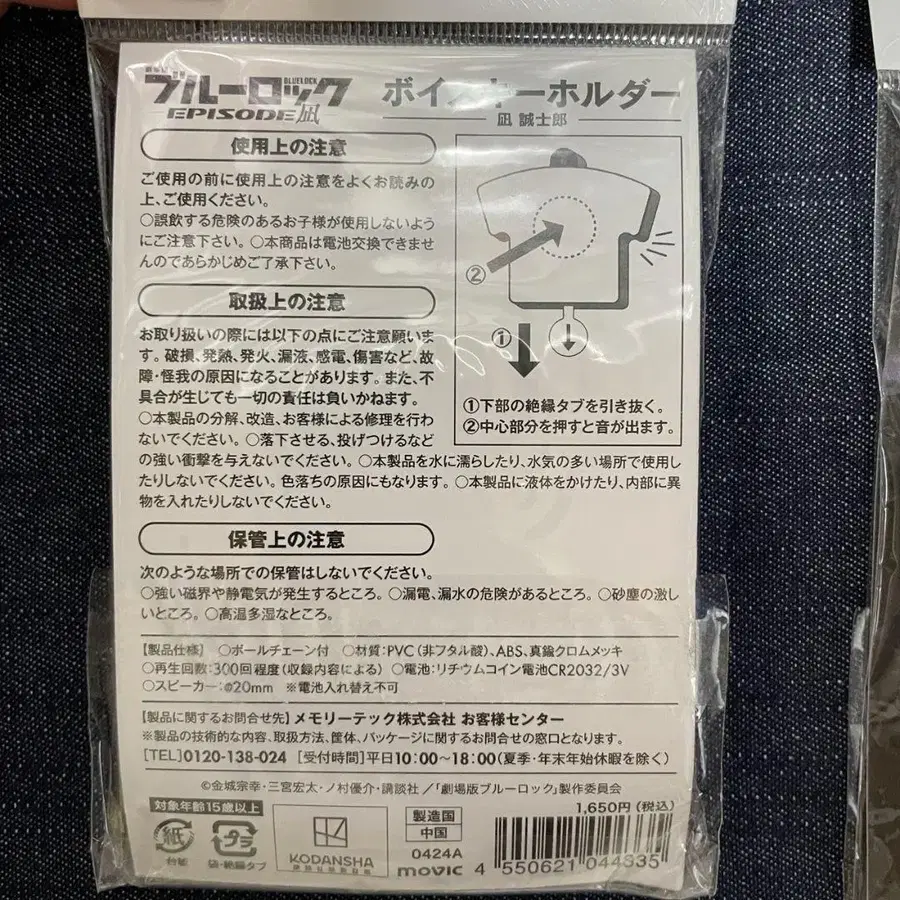 ブルーロック
BLUELOCK
EPISODE凪
ボイスキーホルダー
凪 誠士郎
使用上の注意
ご使用の前に使用上の注意をよくお読みの
上、ご使用ください。
○誤飲する危険のあるお子様が使用しないよう
にご注意下さい。○本商品は電池交換できませ
んのであらかじめご了承下さい。
②
①
①下部の絶縁タブを引き抜く。
②中心部分を押すと音が出ます。
取扱上の注意
お取り扱いの際には以下の点にご注意願いま
す。破損、発熱、発火、漏液、感電、傷害など、故
障・怪我の原因になることがあります。また、不
具合が生じても一切の責任は負いかねます。
○本製品の分解、改造、お客様による修理を行わ
ないでください。○落下させる、投げつけるなど
の強い衝撃を与えないでください。○本製品を水に濡らしたり、水気の多い場所で使用し
たりしないでください。色落ちの原因にもなります。○本製品に液体をかけたり、内部に異
物を入れたりしないでください。
保管上の注意
次のような場所での保管はしないでください。
○強い磁界や静電気が発生するところ。○漏電、漏水の危険があるところ。○砂塵の激し
いところ。○高温多湿なところ。
【製品仕様】 ○ボールチェーン付 ○材質:PVC(非フタル酸)、ABS、真鍮クロムメッキ
○再生回数:300回程度(収録内容による) ○電池:リチウムコイン電池CR2032/3V
○スピーカー:φ20mm ※電池入れ替え不可
【製品に関するお問合せ先】メモリーテック株式会社 お客様センター
※製品の技術的な内容、取扱方法、筐体、パッケージに関するお問合せの窓口となります。
[TEL]0120-138-024 [受付時間]平日10:00〜18:00(夏季・年末年始休暇を除く)
©金城宗幸・三宮宏太・ノ村優介・講談社/「劇場版ブルーロック」製作委員会
対象年齢15歳以上
紙
台紙
プラ
袋・絶縁タブ
KODANSHA
製造国
中国
0424A
movic
1,650円(税込)
4 550621 044335